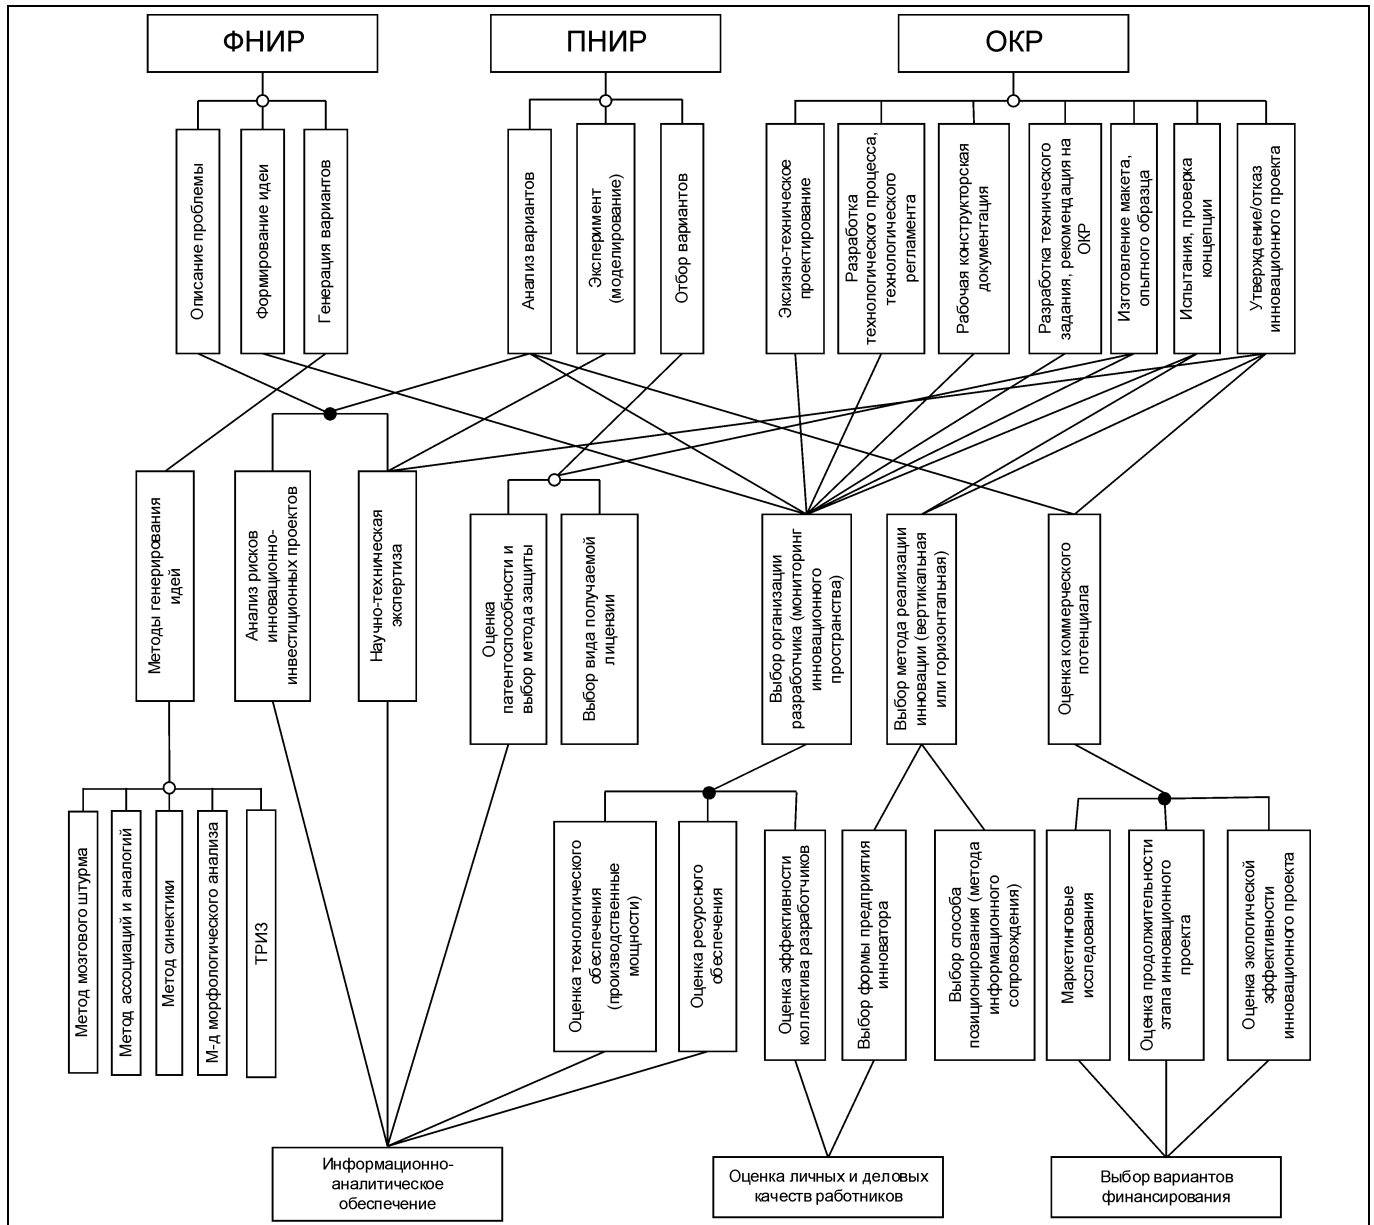 ФНИР
ПНИР
ОКР
Описание проблемы
Формирование идеи
Генерация вариантов
Анализ вариантов
Эксперимент
(моделирование)
Отбор вариантов
Эксизно-техническое
проектирование
Разработка
технологического процесса,
технологического
регламента
Рабочая конструкторская
документация
Разработка технического
задания, рекомендация на
ОКР
Изготовление макета,
опытного образца
Испытания, проверка
концепции
Утверждение/отказ
инновационного проекта
Методы генерирования
идей
Анализ рисков
инновационно-
инвестиционных проектов
Научно-техническая
экспертиза
Оценка
патентоспособности и
выбор метода защиты
Выбор вида получаемой
лицензии
Выбор организации
разработчика (мониторинг
инновационного
пространства)
Выбор метода реализации
инновации (вертикальная
или горизонтальная)
Оценка коммерческого
потенциала
Метод мозгового штурма
Метод ассоциаций и аналогий
Метод синектики
М-д морфологического анализа
ТРИЗ
Оценка технологического
обеспечения
(производственные
мощности)
Оценка ресурсного
обеспечения
Оценка эффективности
коллектива разработчиков
Выбор формы предприятия
инноватора
Выбор способа
позиционирования (метода
информационного
сопровождения)
Маркетинговые
исследования
Оценка продолжительности
этапа инновационного
проекта
Оценка экологической
эффективности
инновационного проекта
Информационно-
аналитическое
обеспечение
Оценка личных и деловых
качеств работников
Выбор вариантов
финансирования